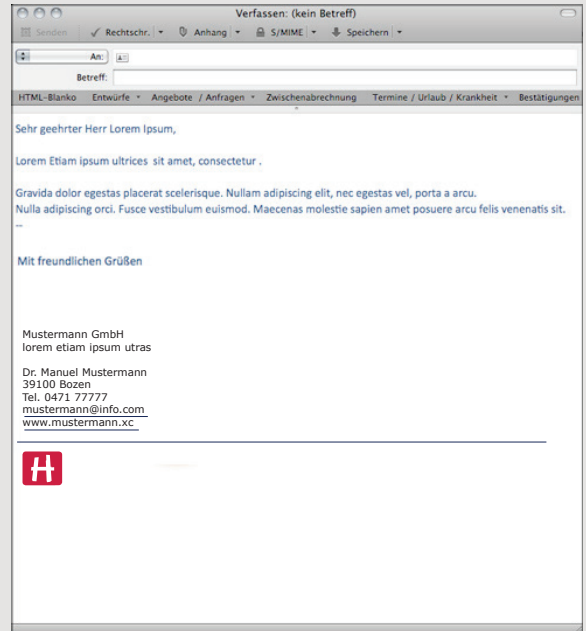 Verfassen: (kein Betreff)
Senden Rechtschr. Anhang S/MIME Speichern
An:
Betreff:
HTML-Blanko Entwürfe Angebote / Anfragen Zwischenabrechnung Termine / Urlaub / Krankheit Bestätigungen
Sehr geehrter Herr Lorem Ipsum,
Lorem Etiam ipsum ultrices sit amet, consectetur .
Gravida dolor egestas placerat scelerisque. Nullam adipiscing elit, nec egestas vel, porta a arcu.
Nulla adipiscing orci. Fusce vestibulum euismod. Maecenas molestie sapien amet posuere arcu felis venenatis sit.
--
Mit freundlichen Grüßen
Mustermann GmbH
lorem etiam ipsum utras
Dr. Manuel Mustermann
39100 Bozen
Tel. 0471 77777
mustermann@info.com
www.mustermann.xc
H